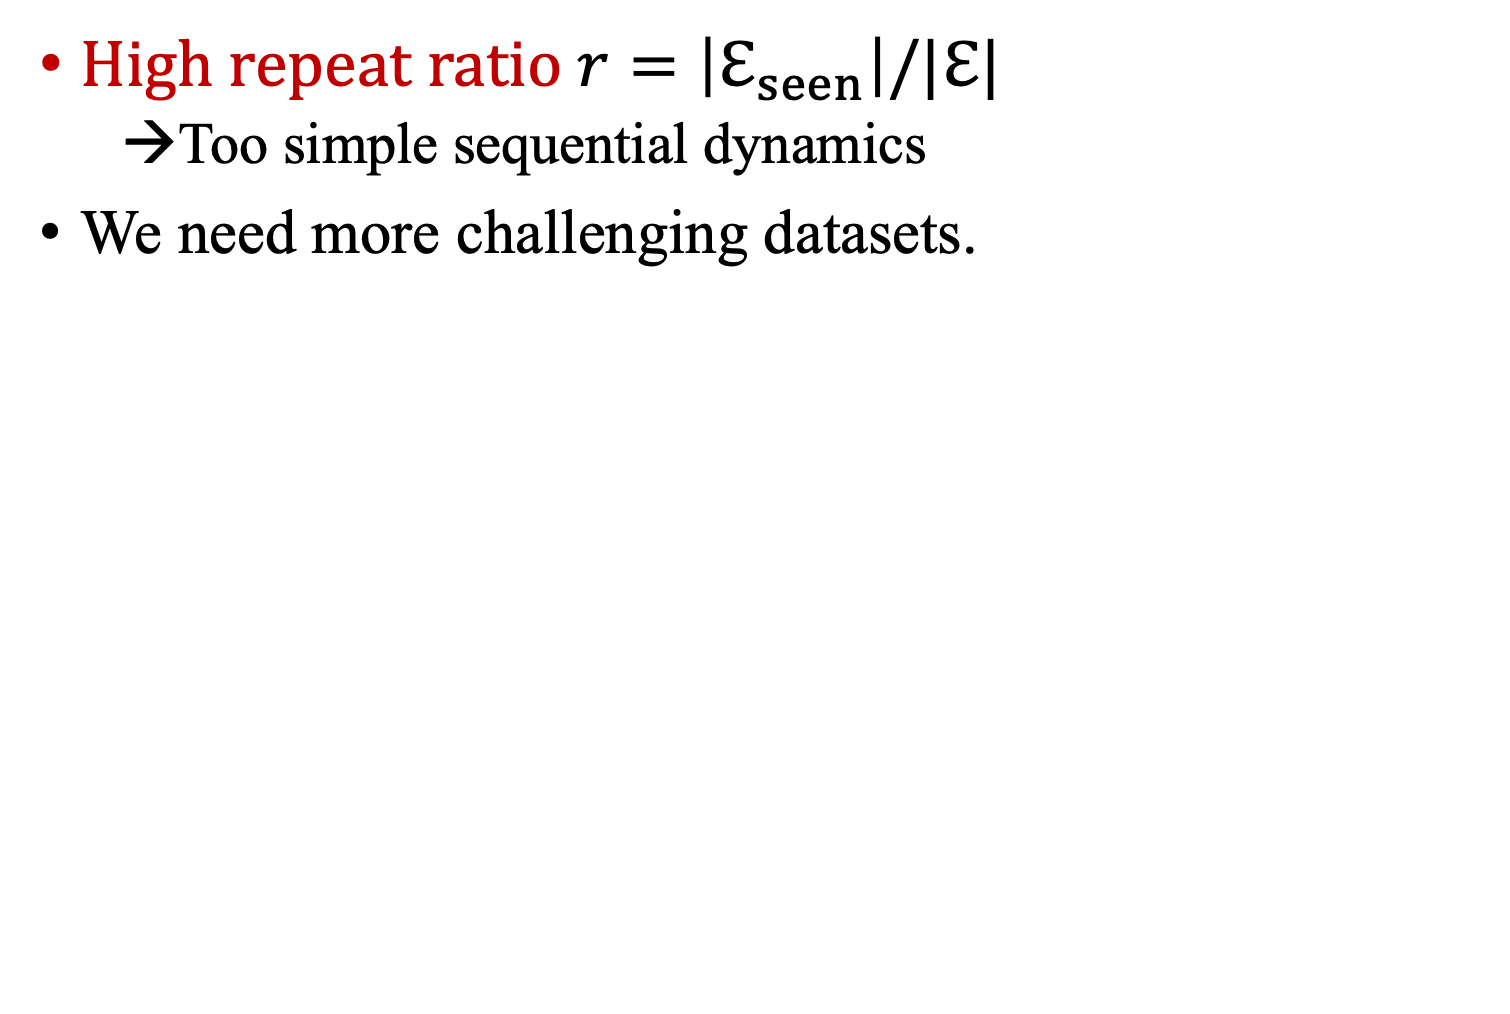 • High repeat ratio 𝑟 = |ℰseen|/|ℰ|
→Too simple sequential dynamics
• We need more challenging datasets.